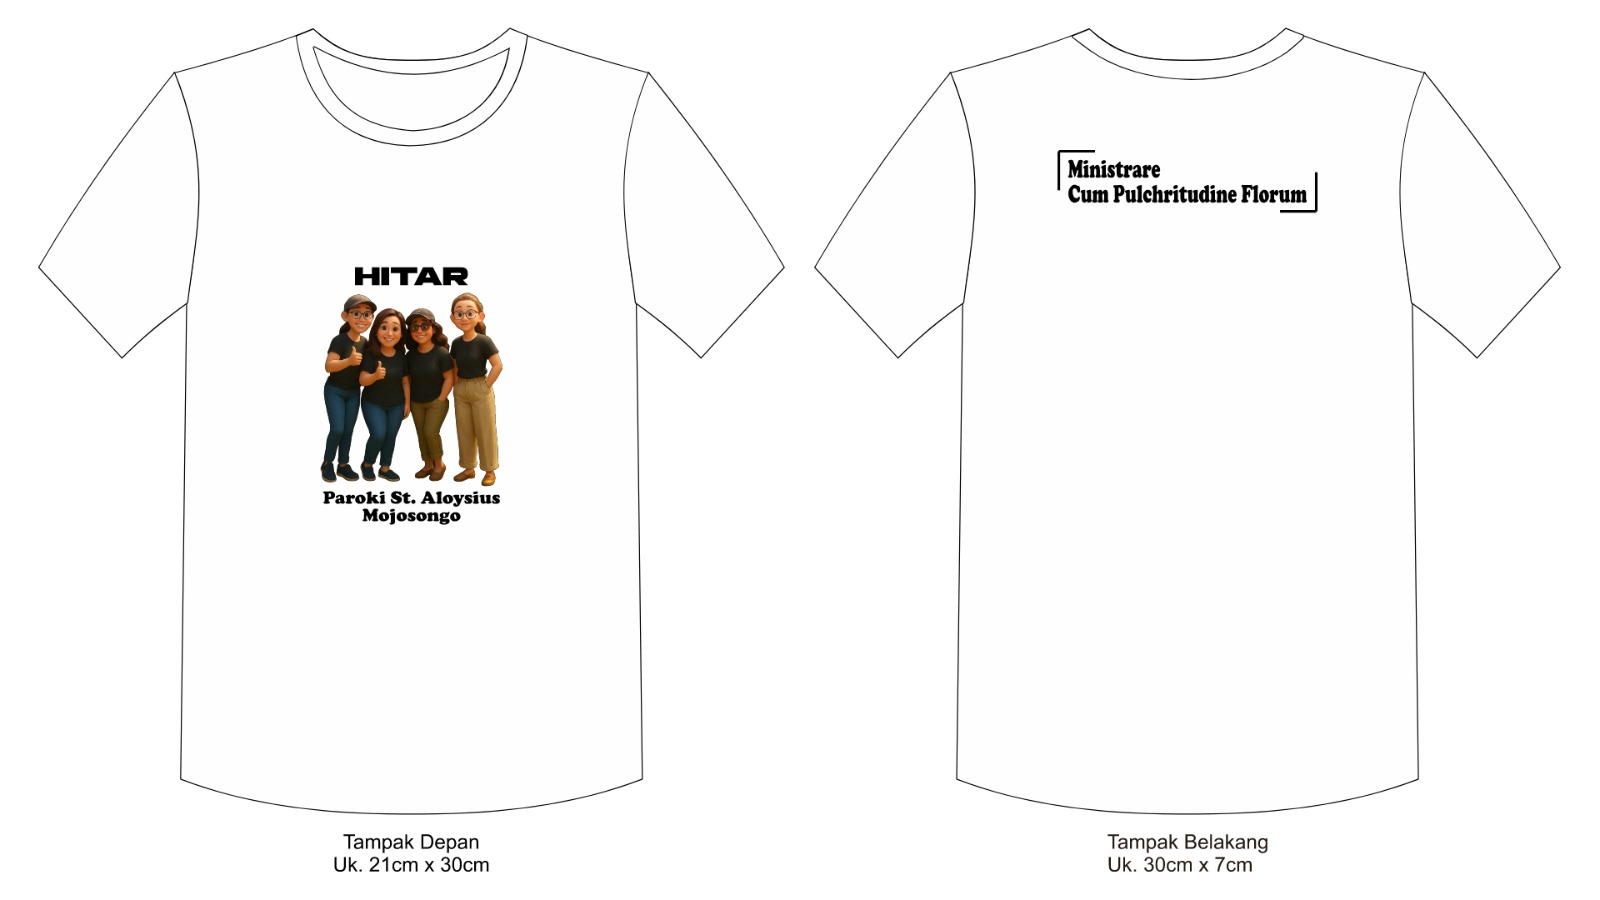 HITAR
Paroki St. Aloysius
Mojosongo
Tampak Depan
Uk. 21cm x 30cm
Ministrare
Cum Pulchritudine Florum
Tampak Belakang
Uk. 30cm x 7cm